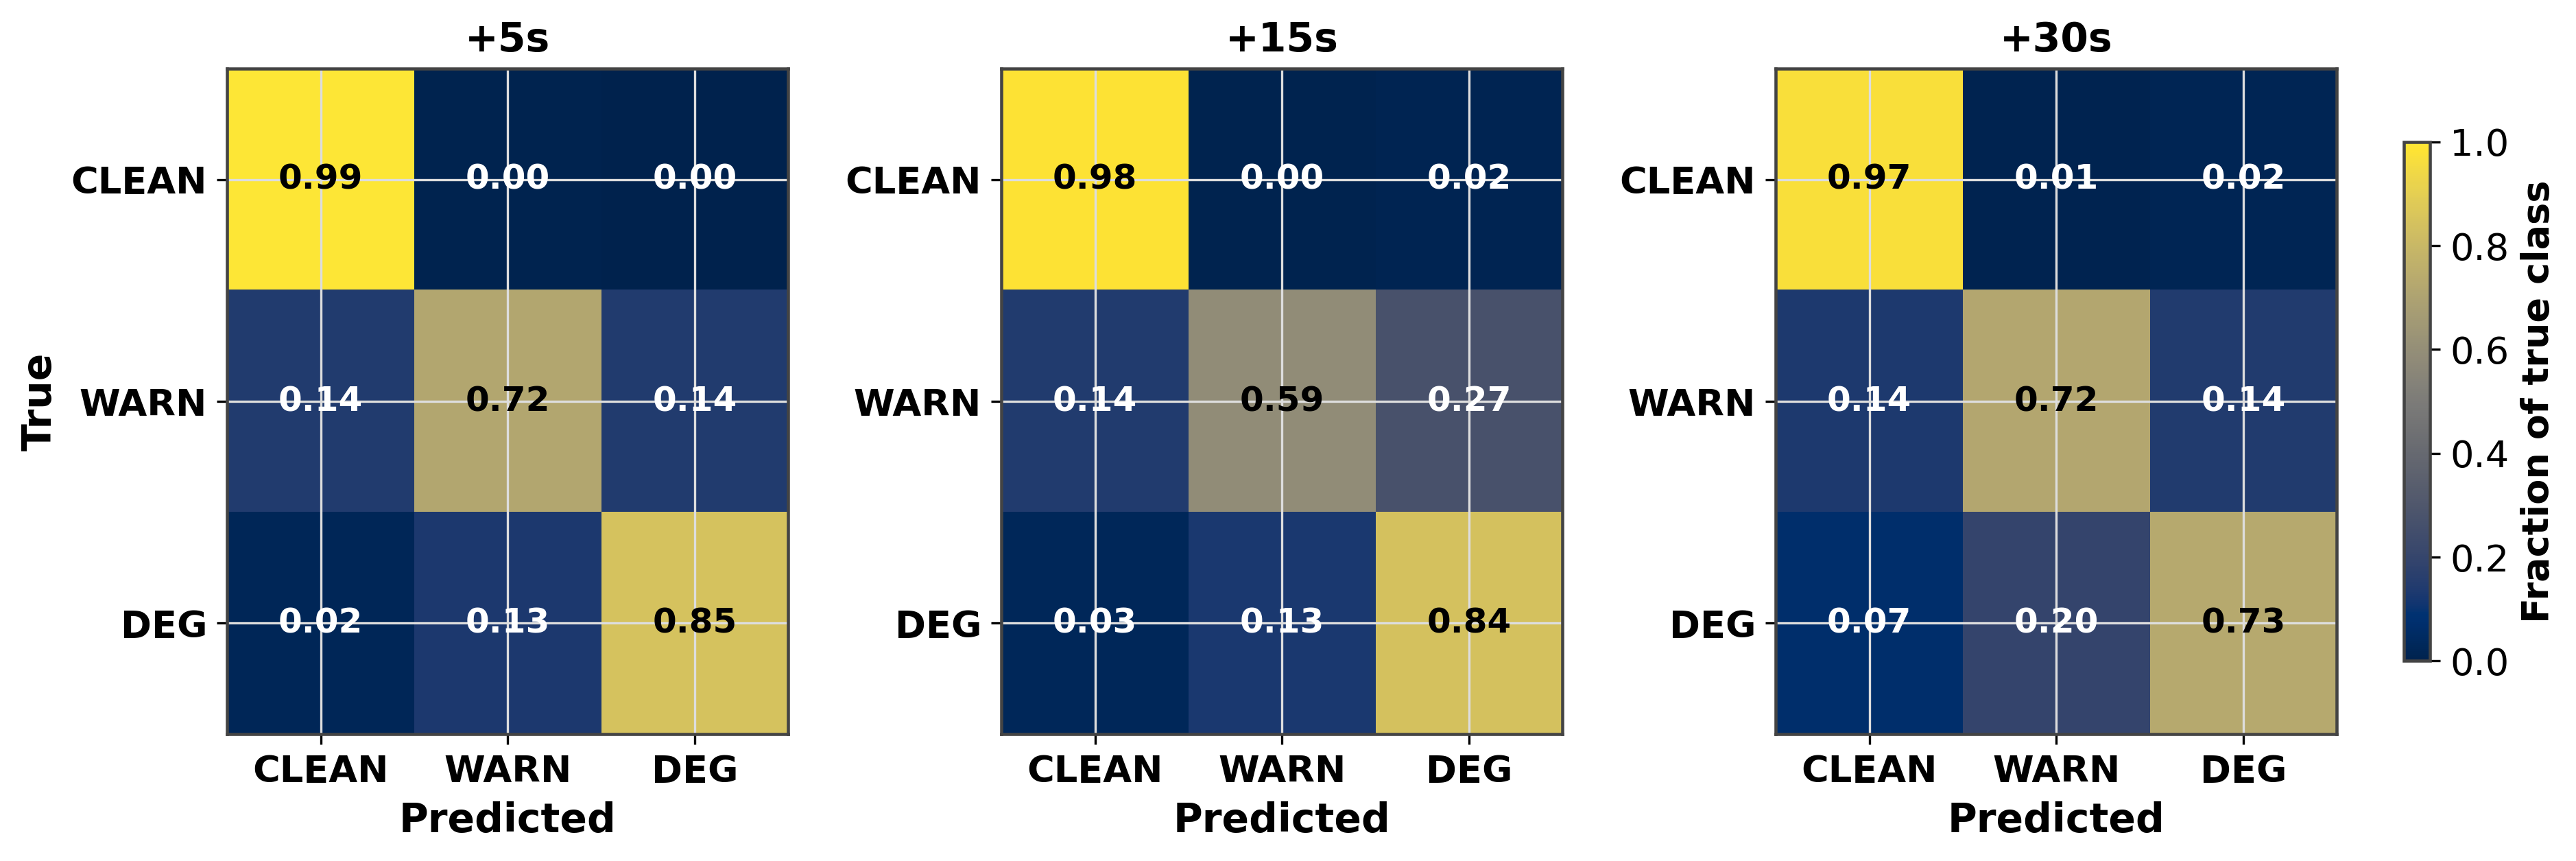 +5s +15s +30s
CLEAN 0.99 0.00 0.00 CLEAN 0.98 0.00 0.02 CLEAN 0.97 0.01 0.02
WARN 0.14 0.72 0.14 WARN 0.14 0.59 0.27 WARN 0.14 0.72 0.14
DEG 0.02 0.13 0.85 DEG 0.03 0.13 0.84 DEG 0.07 0.20 0.73
CLEAN WARN DEG CLEAN WARN DEG CLEAN WARN DEG
Predicted Predicted Predicted
True
1.0
0.8
0.6
0.4
0.2
0.0
Fraction of true class